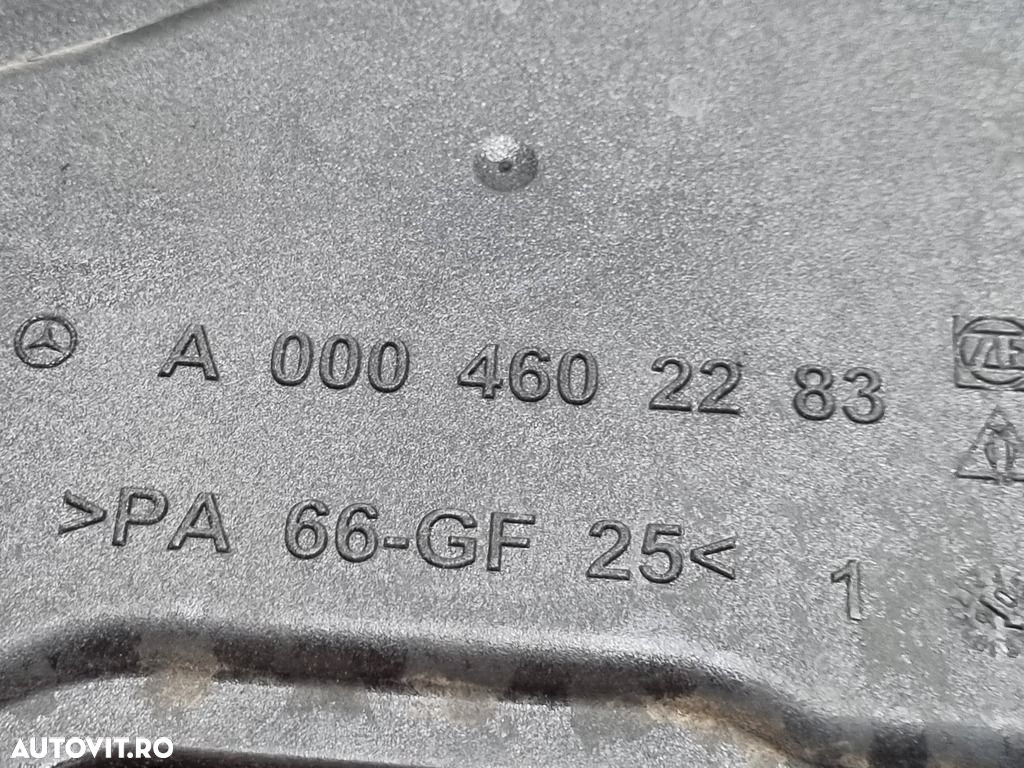 A 000 460 22 83
>PA 66-GF 25<
1
AUTOVIT.RO